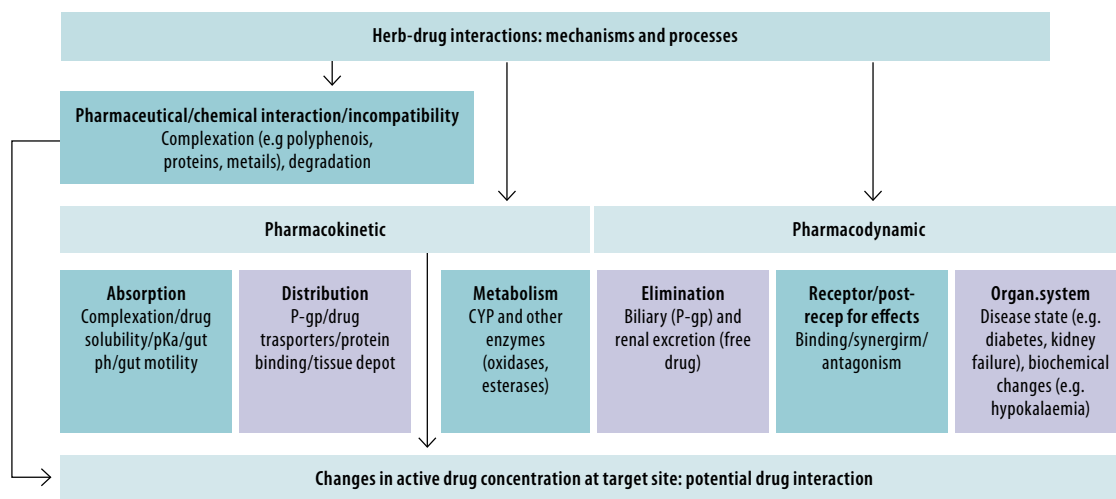 Herb-drug interactions: mechanisms and processes
Pharmaceutical/chemical interaction/incompatibility
Complexation (e.g polyphenois,
proteins, metails), degradation
Pharmacokinetic
Pharmacodynamic
Absorption
Complexation/drug
solubility/pKa/gut
ph/gut motility
Distribution
P-gp/drug
trasporters/protein
binding/tissue depot
Metabolism
CYP and other
enzymes
(oxidases,
esterases)
Elimination
Biliary (P-gp) and
renal excretion (free
drug)
Receptor/post-
recep for effects
Binding/synergirm/
antagonism
Organ.system
Disease state (e.g.
diabetes, kidney
failure), biochemical
changes (e.g.
hypokalaemia)
Changes in active drug concentration at target site: potential drug interaction